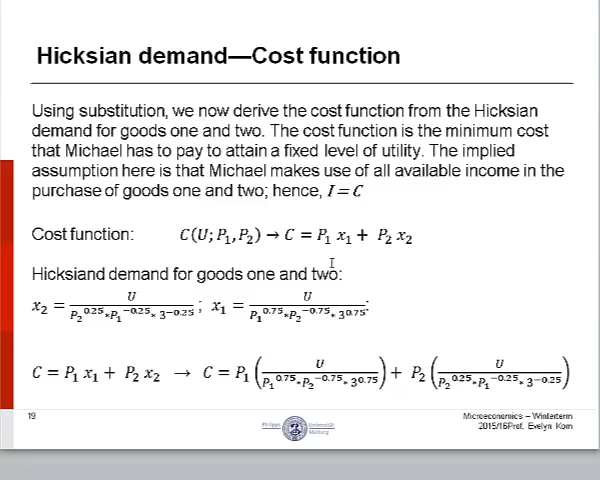 Hicksian demand—Cost function
Using substitution, we now derive the cost function from the Hicksian
demand for goods one and two. The cost function is the minimum cost
that Michael has to pay to attain a fixed level of utility. The implied
assumption here is that Michael makes use of all available income in the
purchase of goods one and two; hence, I = C
Cost function: C(U; P₁, P₂) → C = P₁ x₁ + P₂ x₂
Hicksiand demand for goods one and two:
x₂ = U / (P₂^0.25 * P₁^−0.25 * 3^−0.25) ; x₁ = U / (P₁^0.75 * P₂^−0.75 * 3^0.75):
C = P₁ x₁ + P₂ x₂ → C = P₁ (U / (P₁^0.75 * P₂^−0.75 * 3^0.75)) + P₂ (U / (P₂^0.25 * P₁^−0.25 * 3^−0.25))
19
Philipps Universität
Marburg
Microeconomics – Winterterm
2015/16Prof. Evelyn Korn